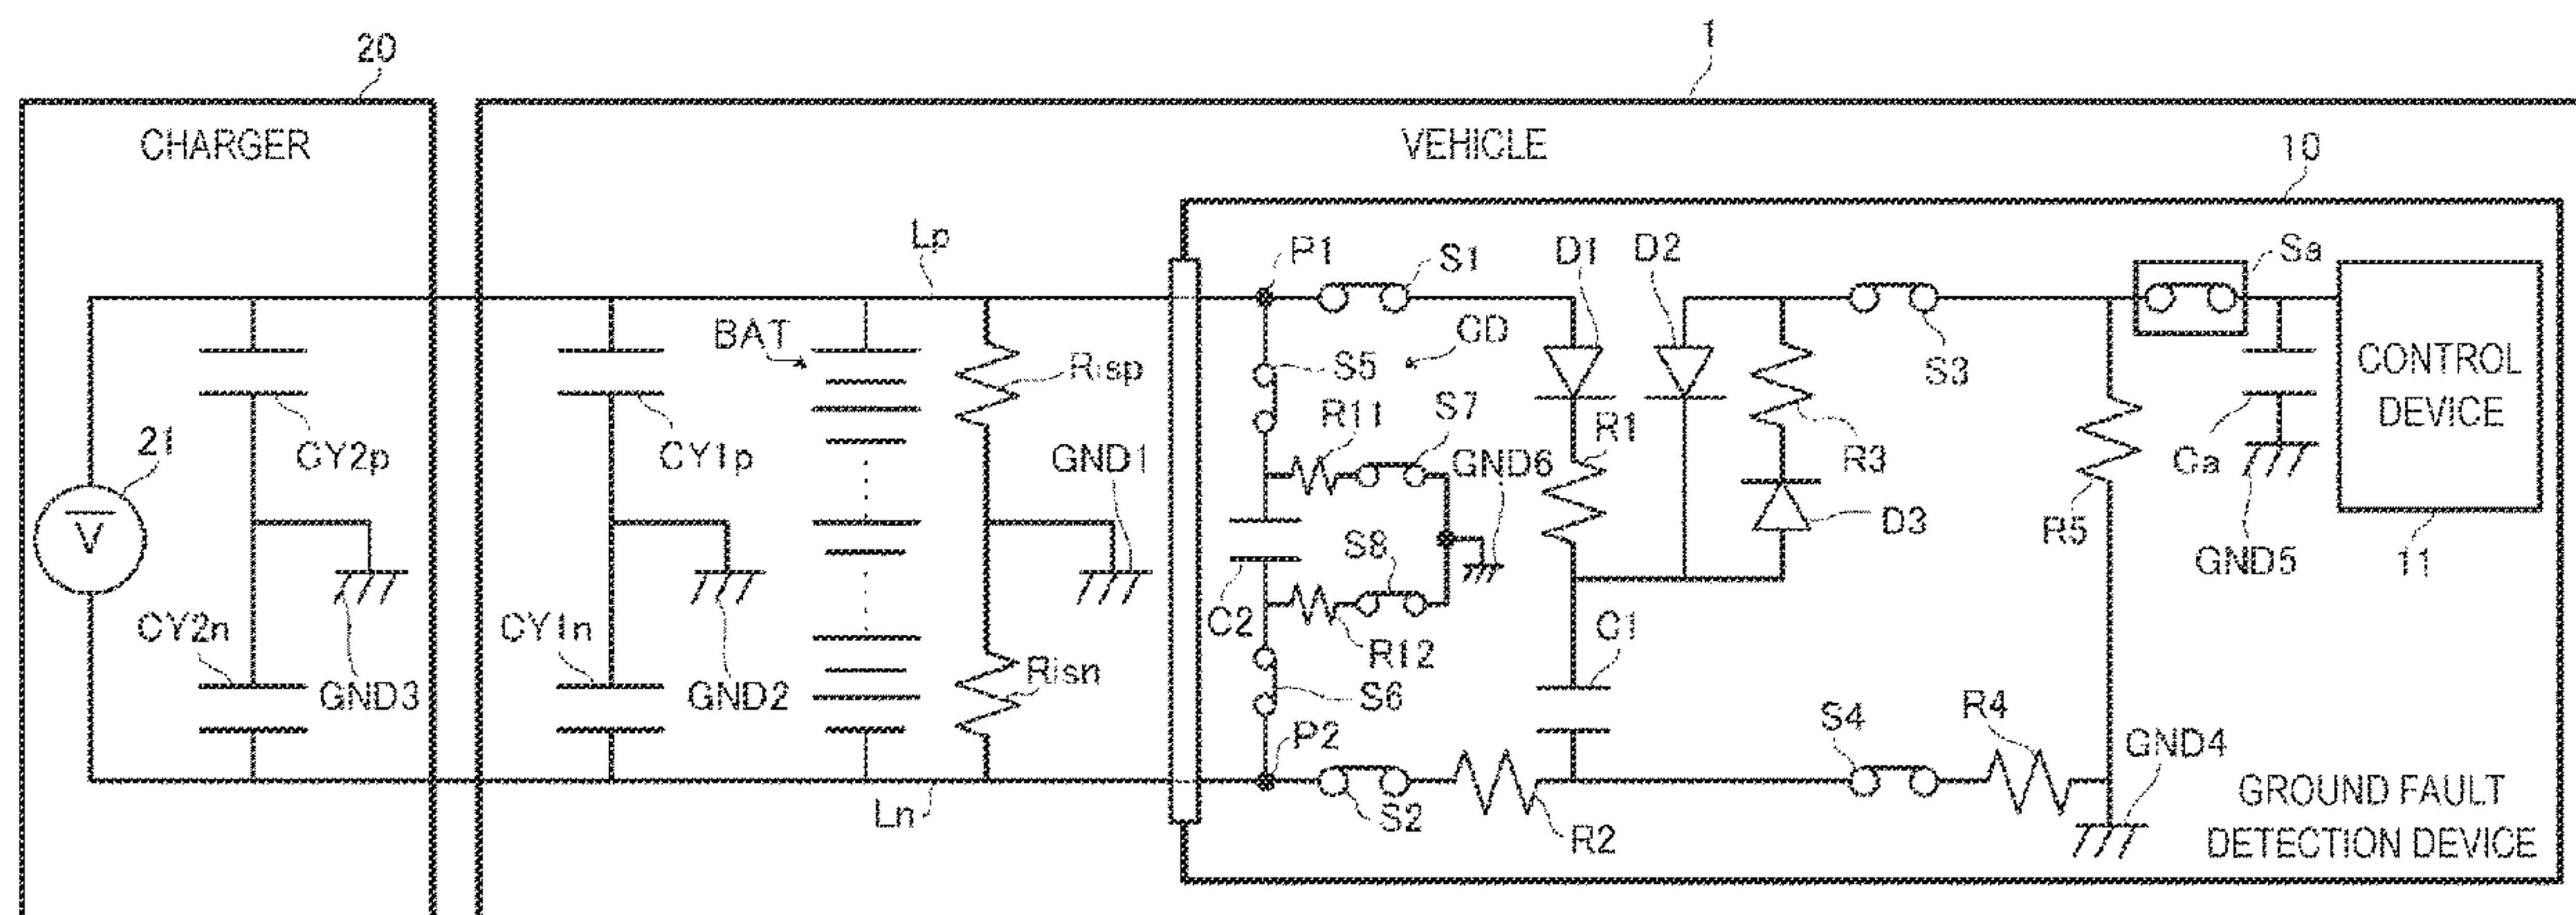 20
1
CHARGER
VEHICLE
10
Lp
P1
S1
D1
D2
Sa
BAT
CD
Risp
S5
S3
CONTROL
DEVICE
R11
S7
R1
R3
21
CY2p
CY1p
GND1
GND6
Ca
D3
R5
S8
GND5
11
C2
C1
CY2n
CY1n
R12
Risn
GND3
GND2
S6
P2
S4
R4
GND4
Ln
S2
R2
V
GROUND FAULT
DETECTION DEVICE